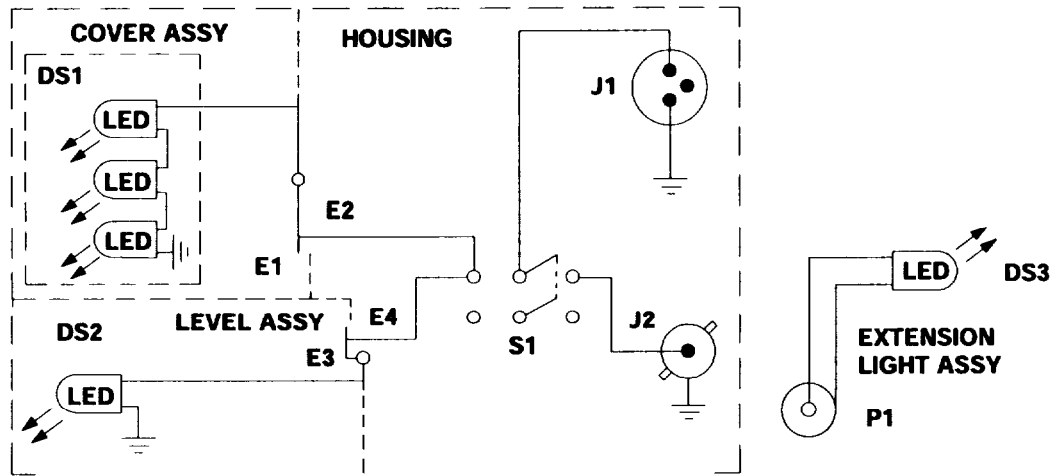 COVER ASSY
HOUSING
DS1
J1
LED
LED
LED
E2
E1
DS2
LEVEL ASSY
E4
E3
S1
J2
LED
LED
DS3
EXTENSION
LIGHT ASSY
P1